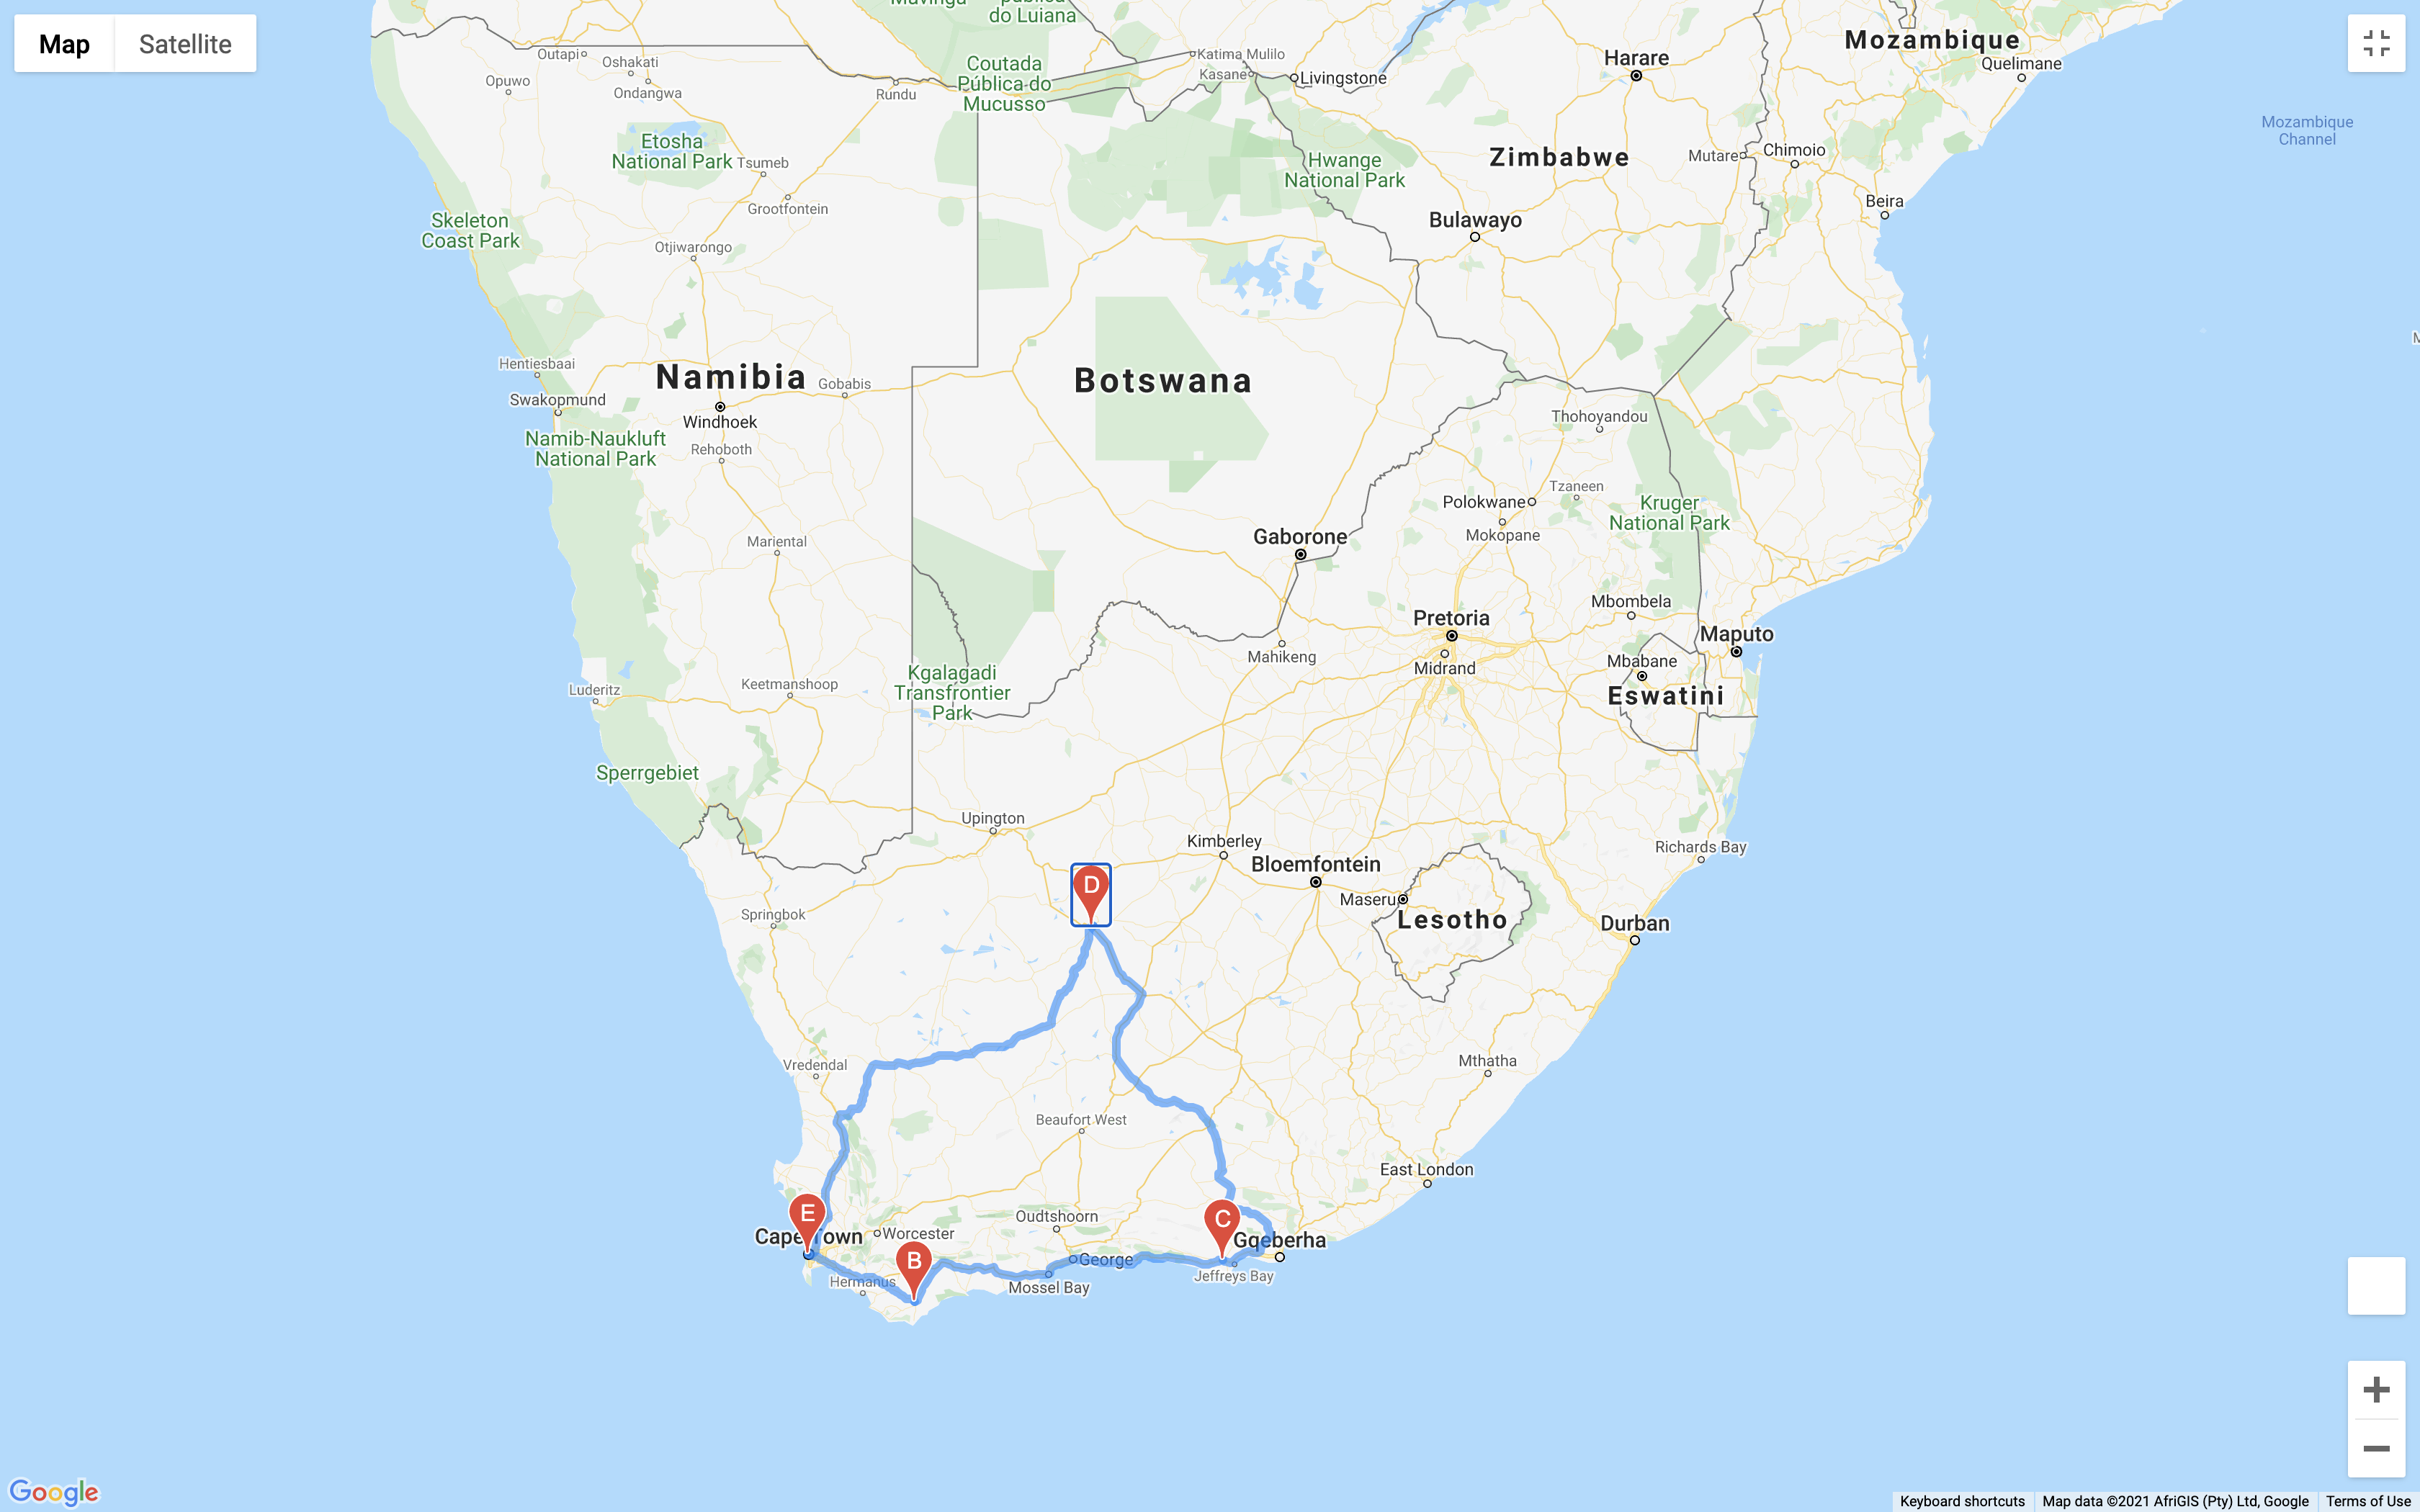 Map
Satellite
Mavinga
pública
do Luiana
Coutada
Pública do
Mucusso
Katima Mulilo
Kasane
Livingstone
Harare
Mozambique
Quelimane
Mozambique
Channel
Outapi
Oshakati
Opuwo
Ondangwa
Rundu
Etosha
National Park
Tsumeb
Hwange
National Park
Zimbabwe
Mutare
Chimoio
Grootfontein
Skeleton
Coast Park
Beira
Bulawayo
Otjiwarongo
Hentiesbaai
Namibia
Gobabis
Botswana
Swakopmund
Windhoek
Thohoyandou
Namib-Naukluft
National Park
Rehoboth
Tzaneen
Polokwane
Mokopane
Kruger
National Park
Gaborone
Mariental
Mbombela
Pretoria
Midrand
Maputo
Mahikeng
Mbabane
Eswatini
Kgalagadi
Transfrontier
Park
Luderitz
Keetmanshoop
Sperrgebiet
Upington
Kimberley
Richards Bay
Bloemfontein
D
Maseru
Lesotho
Springbok
Durban
Vredendal
Mthatha
Beaufort West
East London
E
Cape Town
Worcester
Oudtshoorn
C
Gqeberha
B
George
Hermanus
Mossel Bay
Jeffreys Bay
Google
Keyboard shortcuts
Map data ©2021 AfriGIS (Pty) Ltd, Google
Terms of Use